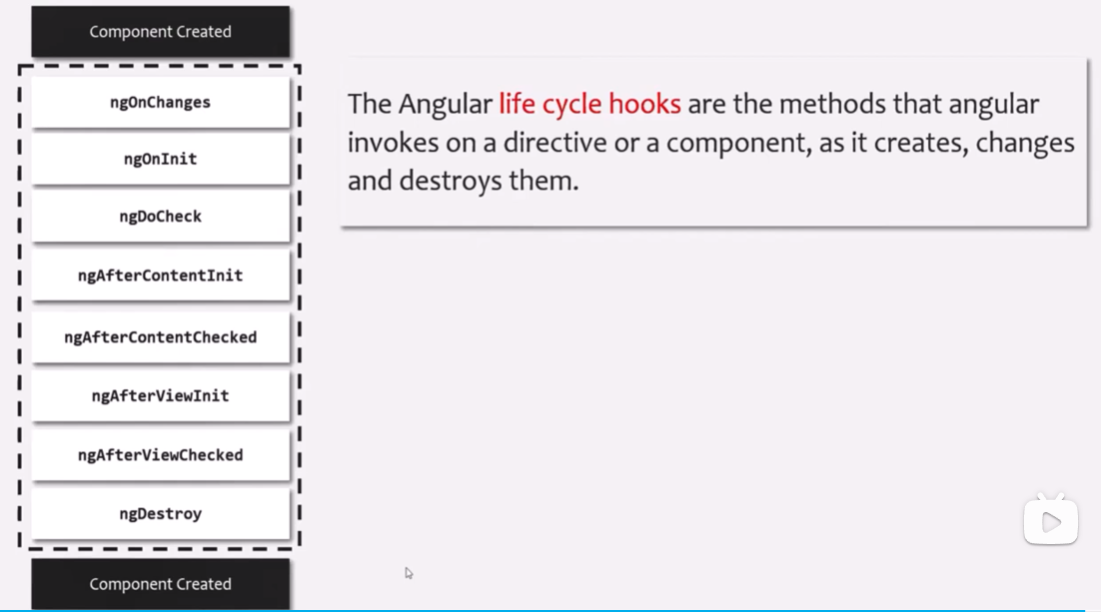 Component Created
ngOnChanges
ngOnInit
ngDoCheck
ngAfterContentInit
ngAfterContentChecked
ngAfterViewInit
ngAfterViewChecked
ngDestroy
Component Created
The Angular life cycle hooks are the methods that angular
invokes on a directive or a component, as it creates, changes
and destroys them.